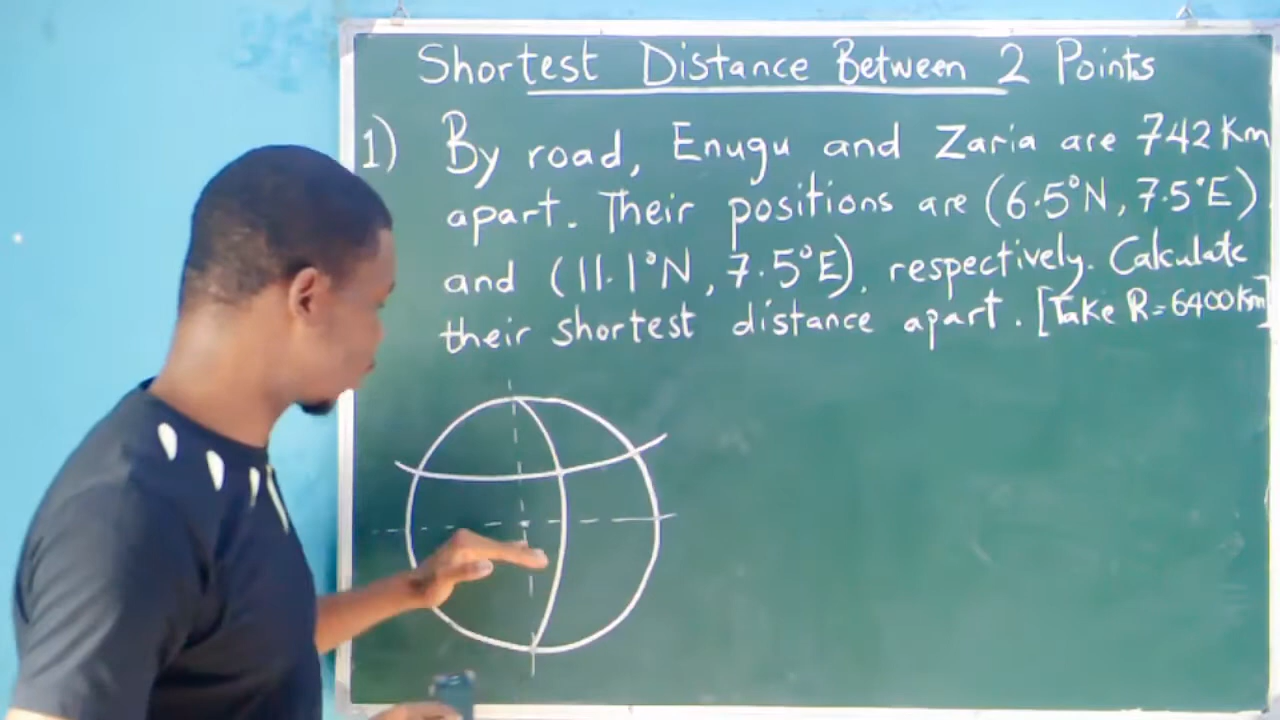 Shortest Distance Between 2 Points
1) By road, Enugu and Zaria are 742 Km
apart. Their positions are (6.5°N, 7.5°E)
and (11.1°N, 7.5°E), respectively. Calculate
their shortest distance apart. [Take R=6400Km]